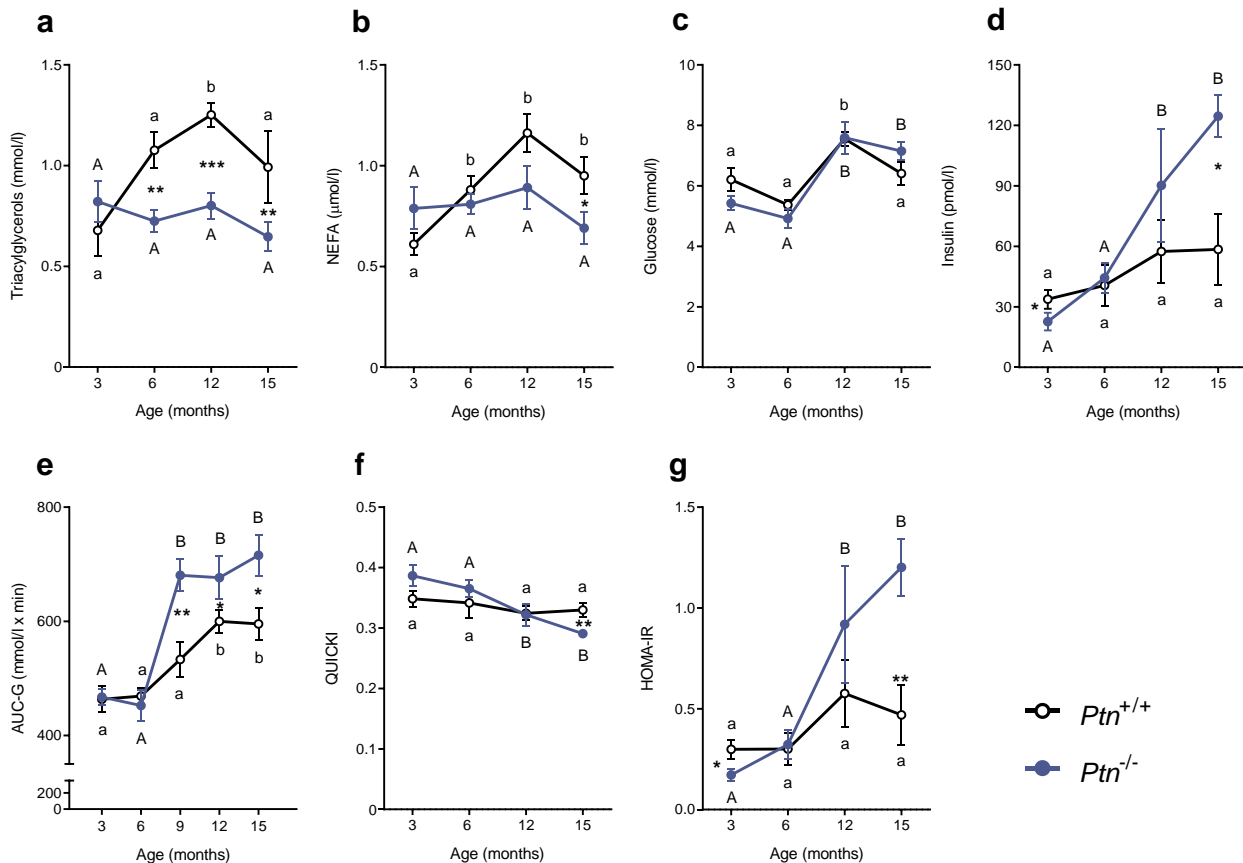 a
Triacylglycerols (mmol/l)
1.5
1.0
0.5
0
A
a
a
**
A
b
***
A
a
**
A
3 6 12 15
Age (months)
b
NEFA (μmol/l)
1.5
1.0
0.5
0
A
a
b
A
b
A
b
*
A
3 6 12 15
Age (months)
c
Glucose (mmol/l)
10
8
6
4
2
0
a
A
a
A
b
B
B
a
3 6 12 15
Age (months)
d
Insulin (pmol/l)
150
120
90
60
30
0
a
*
A
A
a
B
a
B
*
a
3 6 12 15
Age (months)
e
AUC-G (mmol/l x min)
800
600
400
200
0
A
a
a
A
B
**
a
B
*
b
B
*
b
3 6 9 12 15
Age (months)
f
QUICKI
0.5
0.4
0.3
0.2
0.1
0
A
a
A
a
a
B
a
**
B
3 6 12 15
Age (months)
g
HOMA-IR
1.5
1.0
0.5
0.0
a
*
A
A
a
B
a
B
**
a
3 6 12 15
Age (months)
Ptn+/+
Ptn-/-